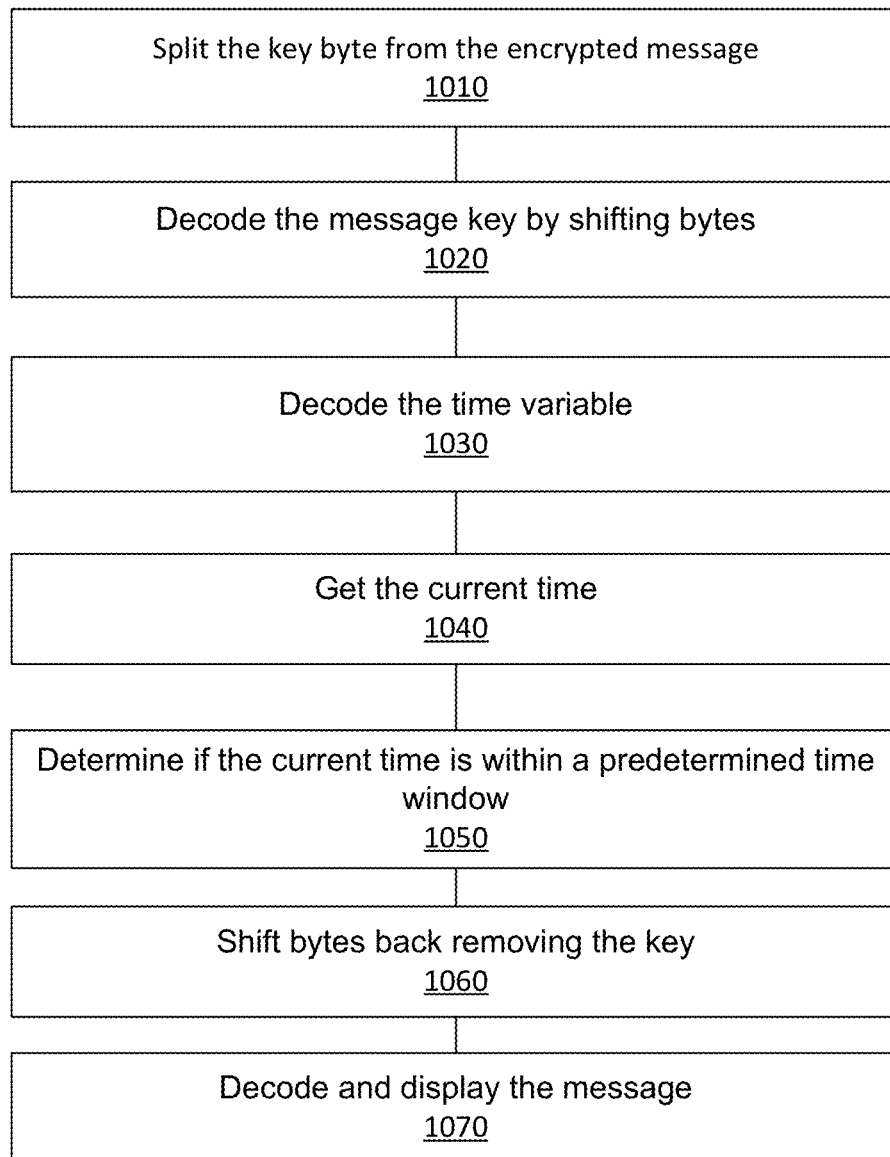 Split the key byte from the encrypted message
1010
Decode the message key by shifting bytes
1020
Decode the time variable
1030
Get the current time
1040
Determine if the current time is within a predetermined time
window
1050
Shift bytes back removing the key
1060
Decode and display the message
1070